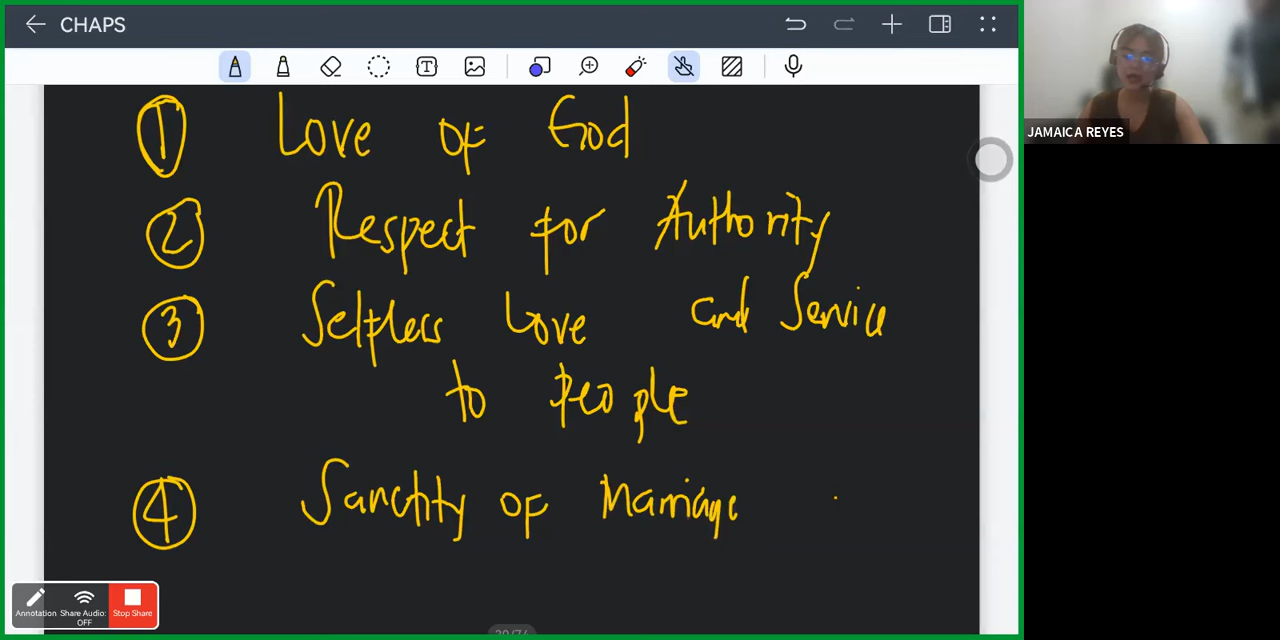 CHAPS
JAMAICA REYES
① Love of God
② Respect for Authority
③ Selfless Love and Service
to People
④ Sanctity of Marriage
Annotation
Share Audio: OFF
Stop Share